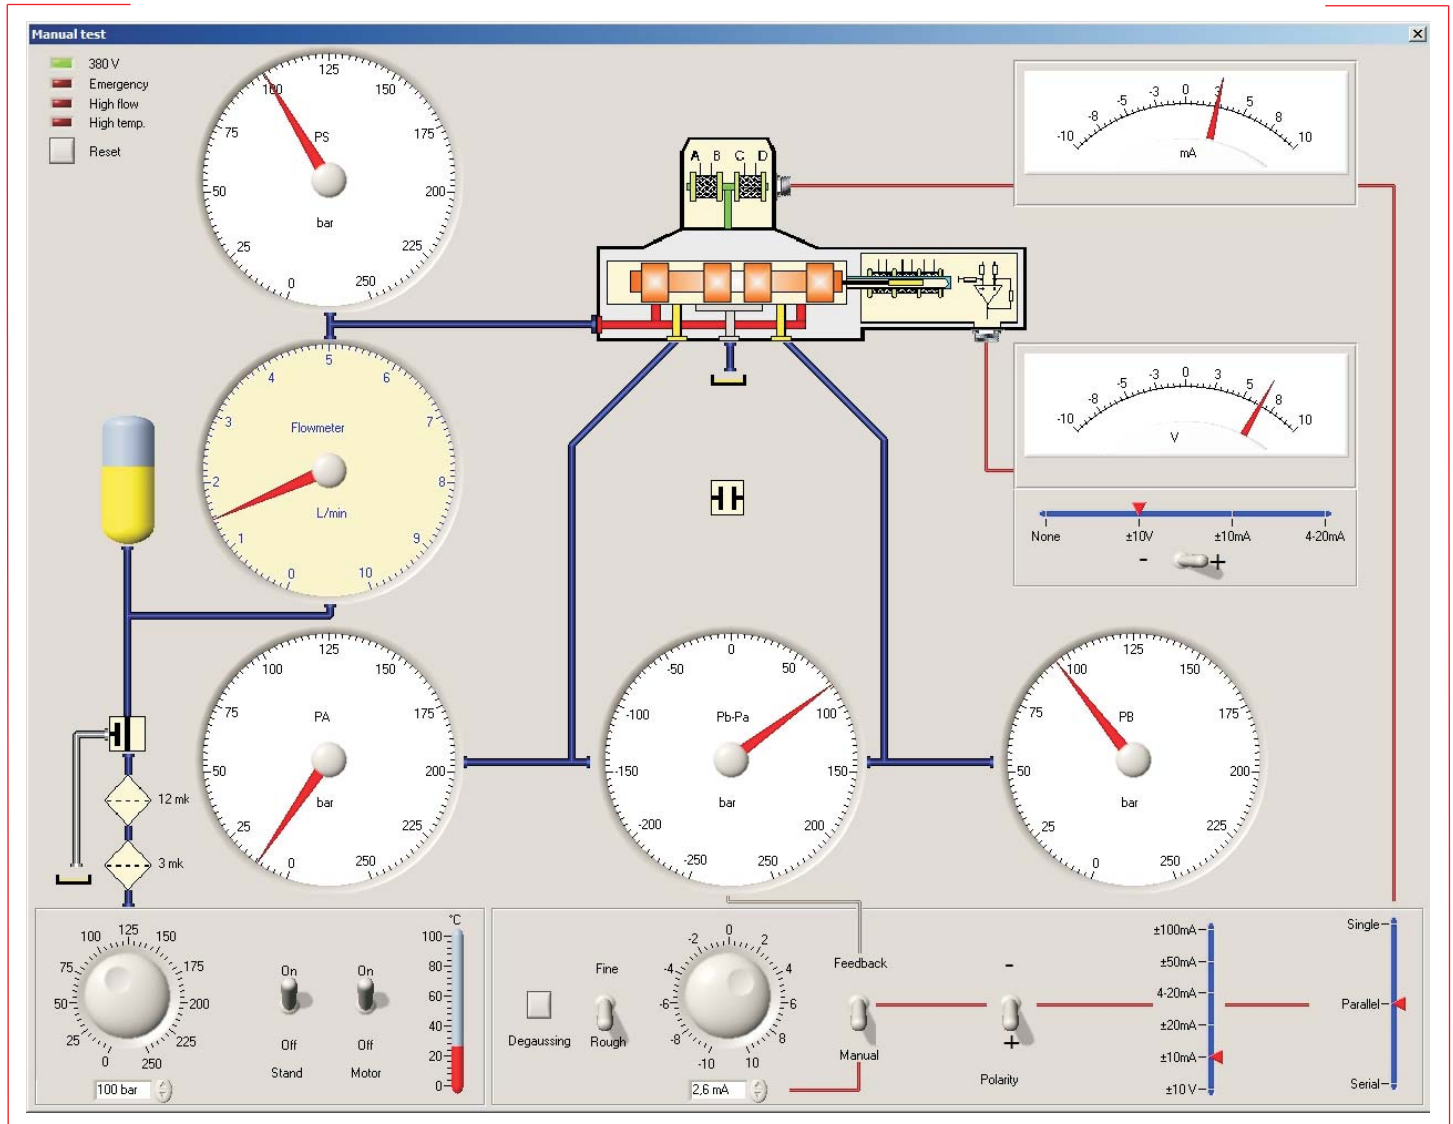 Manual test
380 V
Emergency
High flow
High temp.
Reset
0 25 50 75 100 125 150 175 200 225 250
PS
bar
A B C D
-10 -8 -5 -3 0 3 5 8 10
mA
0 1 2 3 4 5 6 7 8 9 10
Flowmeter
L/min
-10 -8 -5 -3 0 3 5 8 10
V
None ±10V ±10mA 4-20mA
- +
0 25 50 75 100 125 150 175 200 225 250
PA
bar
-250 -200 -150 -100 -50 0 50 100 150 200 250
Pb-Pa
bar
0 25 50 75 100 125 150 175 200 225 250
PB
bar
12 mk
3 mk
0 25 50 75 100 125 150 175 200 225 250
100 bar
On
Off
Stand
On
Off
Motor
°C
100
80
60
40
20
0
Degaussing
Fine
Rough
-10 -8 -6 -4 -2 0 2 4 6 8 10
2,6 mA
Feedback
Manual
-
+
Polarity
±100mA
±50mA
4-20mA
±20mA
±10mA
±10 V
Single
Parallel
Serial